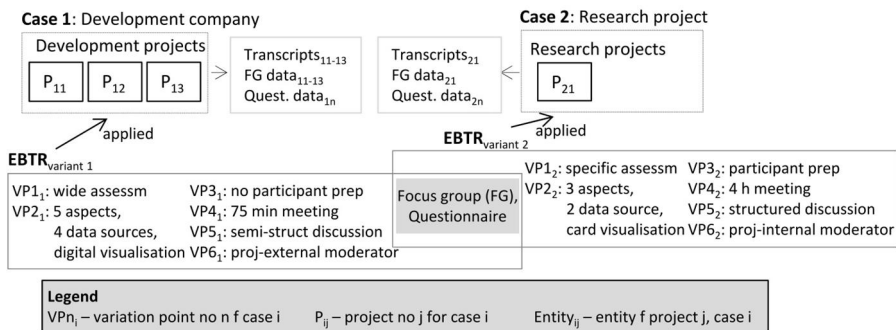 Case 1: Development company
Development projects
P11 P12 P13
Transcripts11-13
FG data11-13
Quest. data1n
Transcripts21
FG data21
Quest. data2n
Case 2: Research project
Research projects
P21
applied
applied
EBTRvariant 1
EBTRvariant 2
VP11: wide assessm
VP21: 5 aspects,
4 data sources,
digital visualisation
VP31: no participant prep
VP41: 75 min meeting
VP51: semi-struct discussion
VP61: proj-external moderator
Focus group (FG),
Questionnaire
VP12: specific assessm
VP22: 3 aspects,
2 data source,
card visualisation
VP32: participant prep
VP42: 4 h meeting
VP52: structured discussion
VP62: proj-internal moderator
Legend
VPni – variation point no n f case i Pij – project no j for case i Entityij – entity f project j, case i